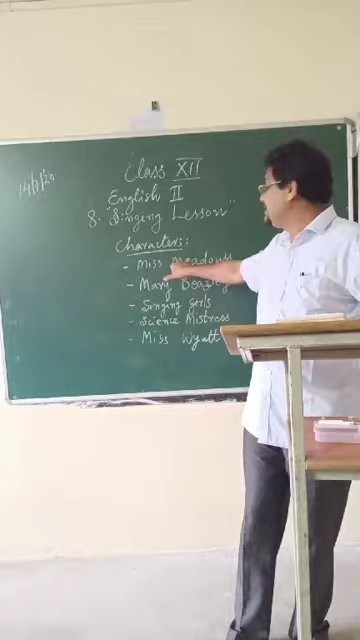 14/7/20
Class XII
English II
8. "Singing Lesson"
Characters:
- Miss Meadows
- Mary Beazley
- Singing girls
- Science Mistress
- Miss Wyatt